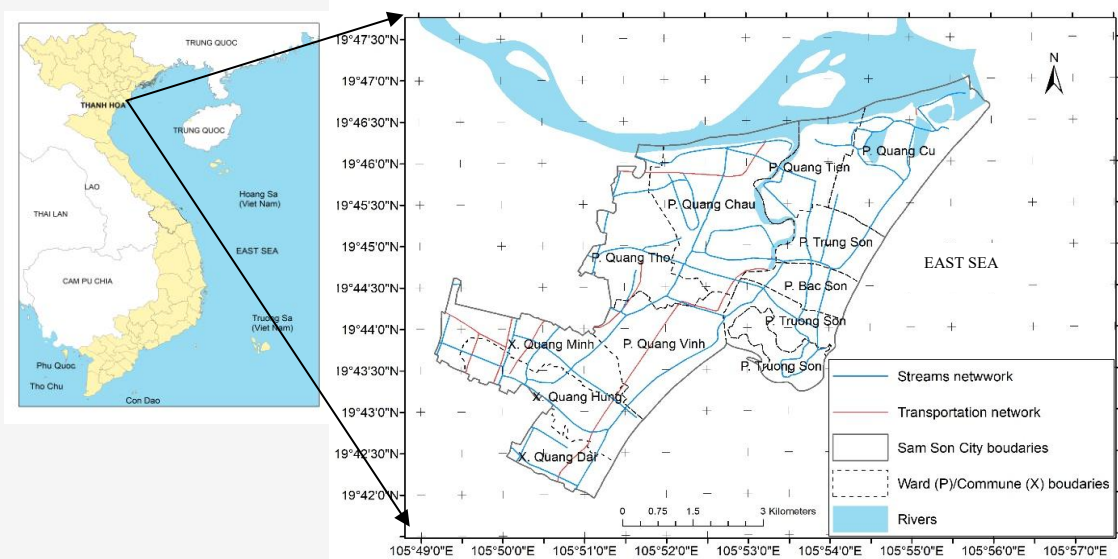 TRUNG QUOC
THANH HOA
TRUNG QUOC
LAO
Hoang Sa
(Viet Nam)
THAI LAN
EAST SEA
CAM PU CHIA
Truong Sa
(Viet Nam)
Phu Quoc
Tho Chu
Con Dao
19°47'30"N
19°47'0"N
19°46'30"N
19°46'0"N
19°45'30"N
19°45'0"N
19°44'30"N
19°44'0"N
19°43'30"N
19°43'0"N
19°42'30"N
19°42'0"N
N
P. Quang Cu
P. Quang Tien
P. Quang Chau
P. Trung Son
P. Quang Tho
EAST SEA
P. Bac Son
P. Truong Son
X. Quang Minh
P. Quang Vinh
P. Truong Son
X. Quang Hung
X. Quang Dai
0 0.75 1.5 3 Kilometers
Streams netwwork
Transportation network
Sam Son City boudaries
Ward (P)/Commune (X) boudaries
Rivers
105°49'0"E 105°50'0"E 105°51'0"E 105°52'0"E 105°53'0"E 105°54'0"E 105°55'0"E 105°56'0"E 105°57'0"E